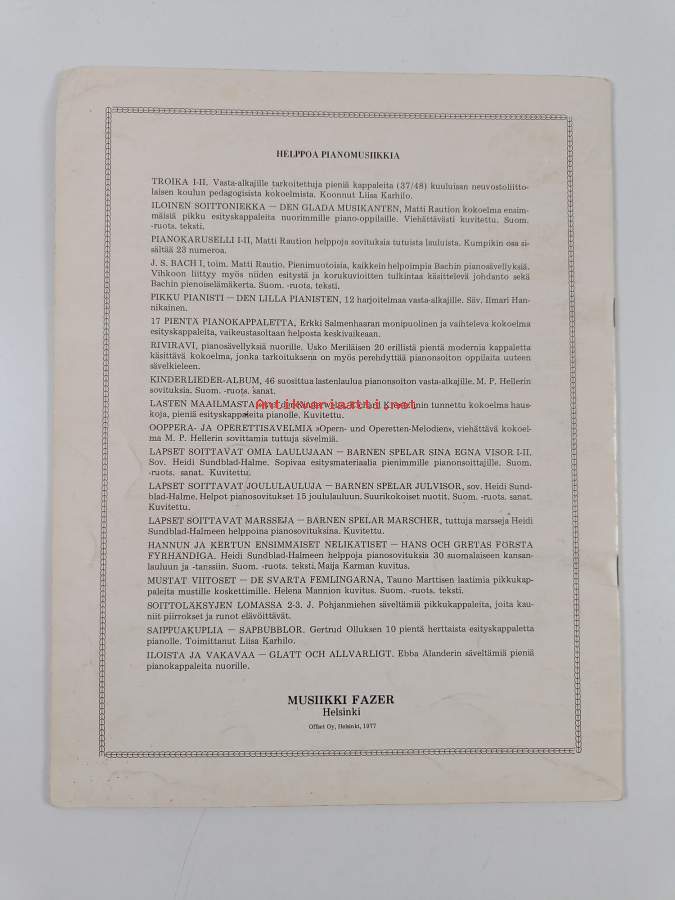 HELPPOA PIANOMUSIIKKIA
TROIKA I-II. Vasta-alkajille tarkoitettuja pieniä kappaleita (37/48) kuuluisan neuvostoliitto-
laisen koulun pedagogisista kokoelmista. Koonnut Liisa Karhilo.
ILOINEN SOITTONIEKKA — DEN GLADA MUSIKANTEN, Matti Raution kokoelma ensim-
mäisiä pikku esityskappaleita nuorimmille piano-oppilaille. Viehättävästi kuvitettu. Suom.
-ruots. teksti.
PIANOKARUSELLI I-II, Matti Raution helppoja sovituksia tutuista lauluista. Kumpikin osa si-
sältää 23 numeroa.
J. S. BACH I, toim. Matti Rautio. Pienimuotoisia, kaikkein helpoimpia Bachin pianosävellyksiä.
Vihkoon liittyy myös niiden esitystä ja korukuvioitten tulkintaa käsittelevä johdanto sekä
Bachin pienoiselämäkerta. Suom. -ruots. teksti.
PIKKU PIANISTI — DEN LILLA PIANISTEN, 12 harjoitelmaa vasta-alkajille. Säv. Ilmari Han-
nikainen.
17 PIENTÄ PIANOKAPPALETTA, Erkki Salmenhaaran monipuolinen ja vaihteleva kokoelma
esityskappaleita, vaikeustasoltaan helposta keskivaikeaan.
RIVIRAVI, pianosävellyksiä nuorille. Usko Meriläisen 20 erillistä pientä modernia kappaletta
käsittävä kokoelma, jonka tarkoituksena on myös perehdyttää pianonsoiton oppilaita uuteen
sävelkieleen.
KINDERLIEDER-ALBUM, 46 suosittua lastenlaulua pianonsoiton vasta-alkajille. M. P. Hellerin
sovituksia. Suom. -ruots. sanat.
LASTEN MAAILMASTA tunnettu kokoelma haus-
koja, pieniä esityskappaleita pianolle. Kuvitettu.
Antikvariaatti.net
OOPPERA- JA OPERETTISÄVELMIÄ »Opern- und Operetten-Melodien», viehättävä kokoel-
ma M. P. Hellerin sovittamia tuttuja sävelmiä.
LAPSET SOITTAVAT OMIA LAULUJAAN — BARNEN SPELAR SINA EGNA VISOR I-II.
Sov. Heidi Sundblad-Halme. Sopivaa esitysmateriaalia pienimmille pianonsoittajille. Suom.
-ruots. sanat. Kuvitettu.
LAPSET SOITTAVAT JOULULAULUJA — BARNEN SPELAR JULVISOR, sov. Heidi Sund-
blad-Halme. Helpot pianosovitukset 15 joululauluun. Suurikokoiset nuotit. Suom. -ruots. sanat.
Kuvitettu.
LAPSET SOITTAVAT MARSSEJA — BARNEN SPELAR MARSCHER, tuttuja marsseja Heidi
Sundblad-Halmeen helppoina pianosovituksina. Kuvitettu.
HANNUN JA KERTUN ENSIMMÄISET NELIKÄTISET — HANS OCH GRETAS FÖRSTA
FYRHÄNDIGA. Heidi Sundblad-Halmeen helppoja pianosovituksia 30 suomalaiseen kansan-
lauluun ja -tanssiin. Suom. -ruots. teksti, Maija Karman kuvitus.
MUSTAT VIITOSET — DE SVARTA FEMLINGARNA, Tauno Marttisen laatimia pikkukap-
paleita mustille koskettimille. Helena Mannion kuvitus. Suom. -ruots. teksti.
SOITTOLÄKSYJEN LOMASSA 2-3. J. Pohjanmiehen säveltämiä pikkukappaleita, joita kau-
niit piirrokset ja runot elävöittävät.
SAIPPUAKUPLIA — SÅPBUBBLOR. Gertrud Olluksen 10 pientä herttaista esityskappaletta
pianolle. Toimittanut Liisa Karhilo.
ILOISTA JA VAKAVAA — GLATT OCH ALLVARLIGT. Ebba Alanderin säveltämiä pieniä
pianokappaleita nuorille.
MUSIIKKI FAZER
Helsinki
Offset Oy, Helsinki, 1977